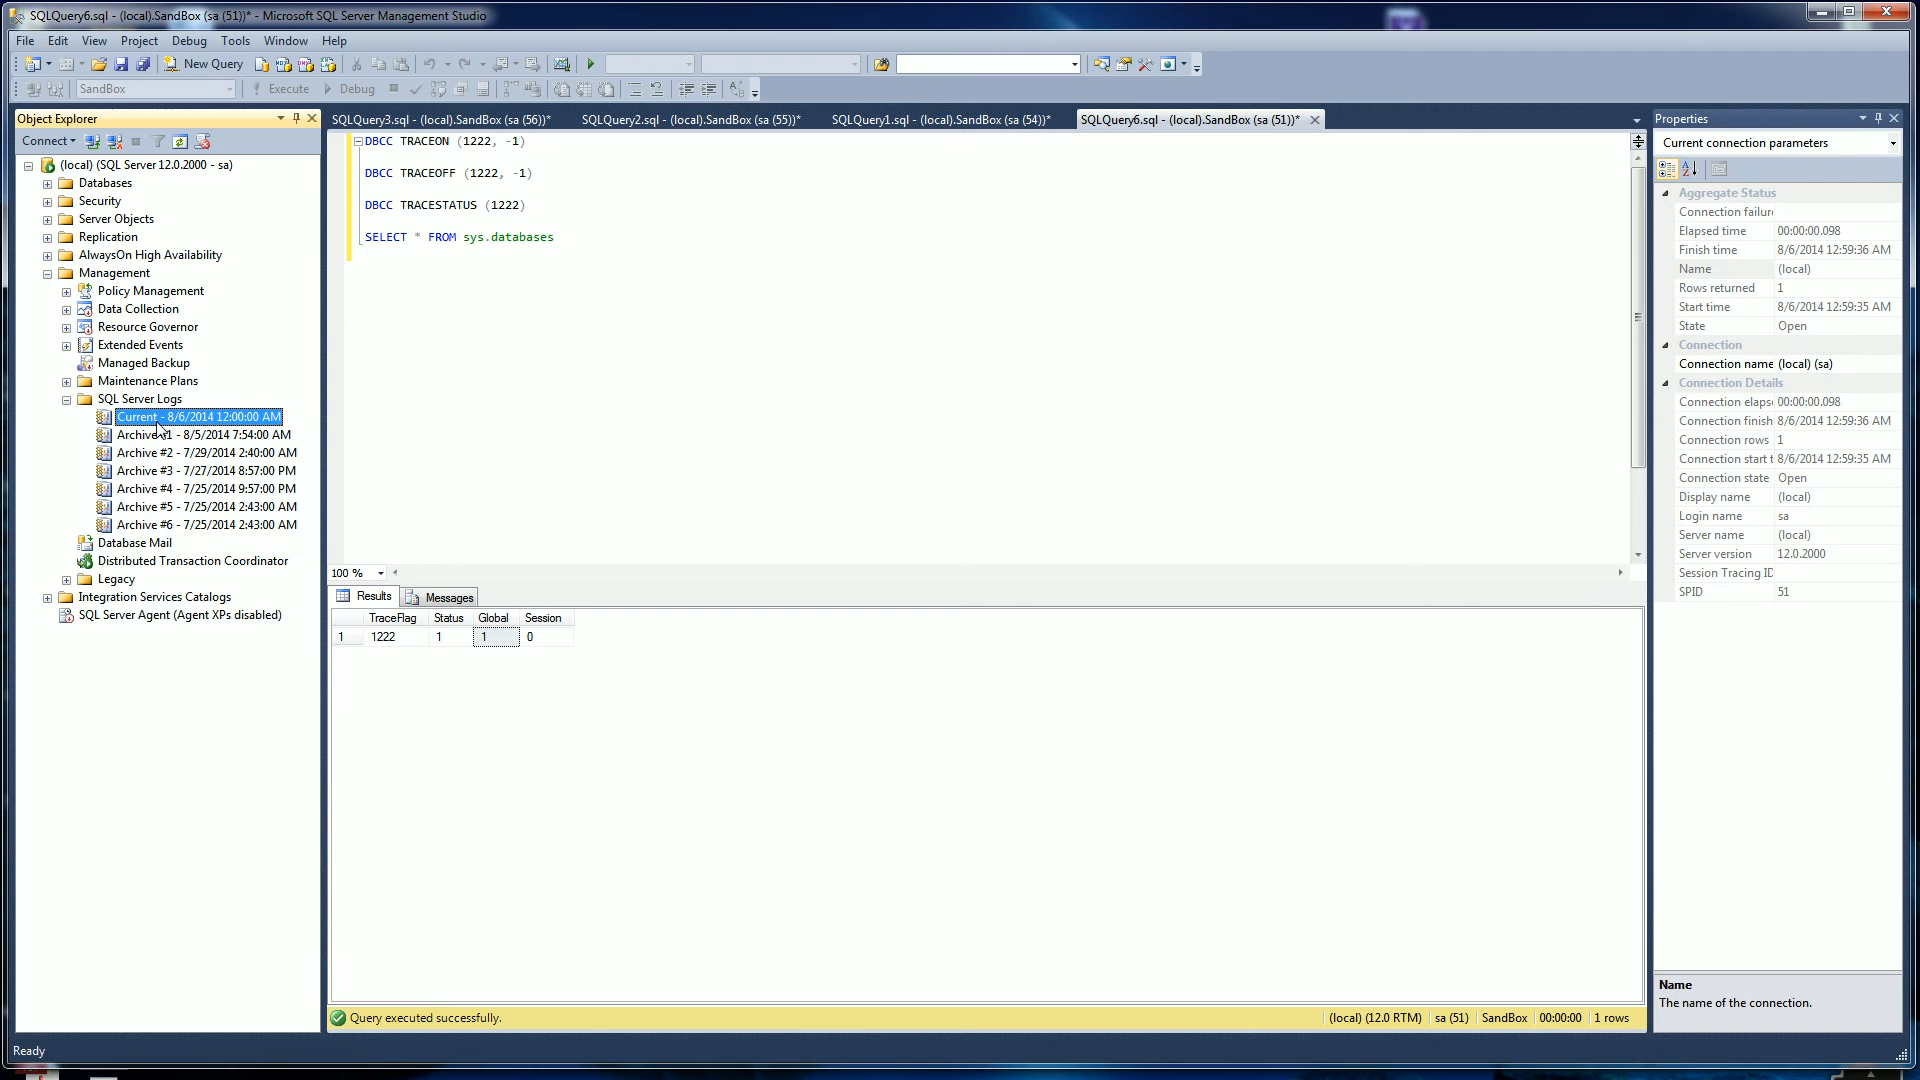 SQLQuery6.sql - (local).SandBox (sa (51))* - Microsoft SQL Server Management Studio
File Edit View Project Debug Tools Window Help
New Query
SandBox Execute Debug
Object Explorer
Connect
(local) (SQL Server 12.0.2000 - sa)
Databases
Security
Server Objects
Replication
AlwaysOn High Availability
Management
Policy Management
Data Collection
Resource Governor
Extended Events
Managed Backup
Maintenance Plans
SQL Server Logs
Current - 8/6/2014 12:00:00 AM
Archive #1 - 8/5/2014 7:54:00 AM
Archive #2 - 7/29/2014 2:40:00 AM
Archive #3 - 7/27/2014 8:57:00 PM
Archive #4 - 7/25/2014 9:57:00 PM
Archive #5 - 7/25/2014 2:43:00 AM
Archive #6 - 7/25/2014 2:43:00 AM
Database Mail
Distributed Transaction Coordinator
Legacy
Integration Services Catalogs
SQL Server Agent (Agent XPs disabled)
SQLQuery3.sql - (local).SandBox (sa (56))* SQLQuery2.sql - (local).SandBox (sa (55))* SQLQuery1.sql - (local).SandBox (sa (54))* SQLQuery6.sql - (local).SandBox (sa (51))*
DBCC TRACEON (1222, -1)
DBCC TRACEOFF (1222, -1)
DBCC TRACESTATUS (1222)
SELECT * FROM sys.databases
100 %
Results Messages
TraceFlag Status Global Session
1 1222 1 1 0
Query executed successfully. (local) (12.0 RTM) sa (51) SandBox 00:00:00 1 rows
Properties
Current connection parameters
Aggregate Status
Connection failure
Elapsed time 00:00:00.098
Finish time 8/6/2014 12:59:36 AM
Name (local)
Rows returned 1
Start time 8/6/2014 12:59:35 AM
State Open
Connection
Connection name (local) (sa)
Connection Details
Connection elapse 00:00:00.098
Connection finish 8/6/2014 12:59:36 AM
Connection rows 1
Connection start t 8/6/2014 12:59:35 AM
Connection state Open
Display name (local)
Login name sa
Server name (local)
Server version 12.0.2000
Session Tracing ID
SPID 51
Name
The name of the connection.
Ready